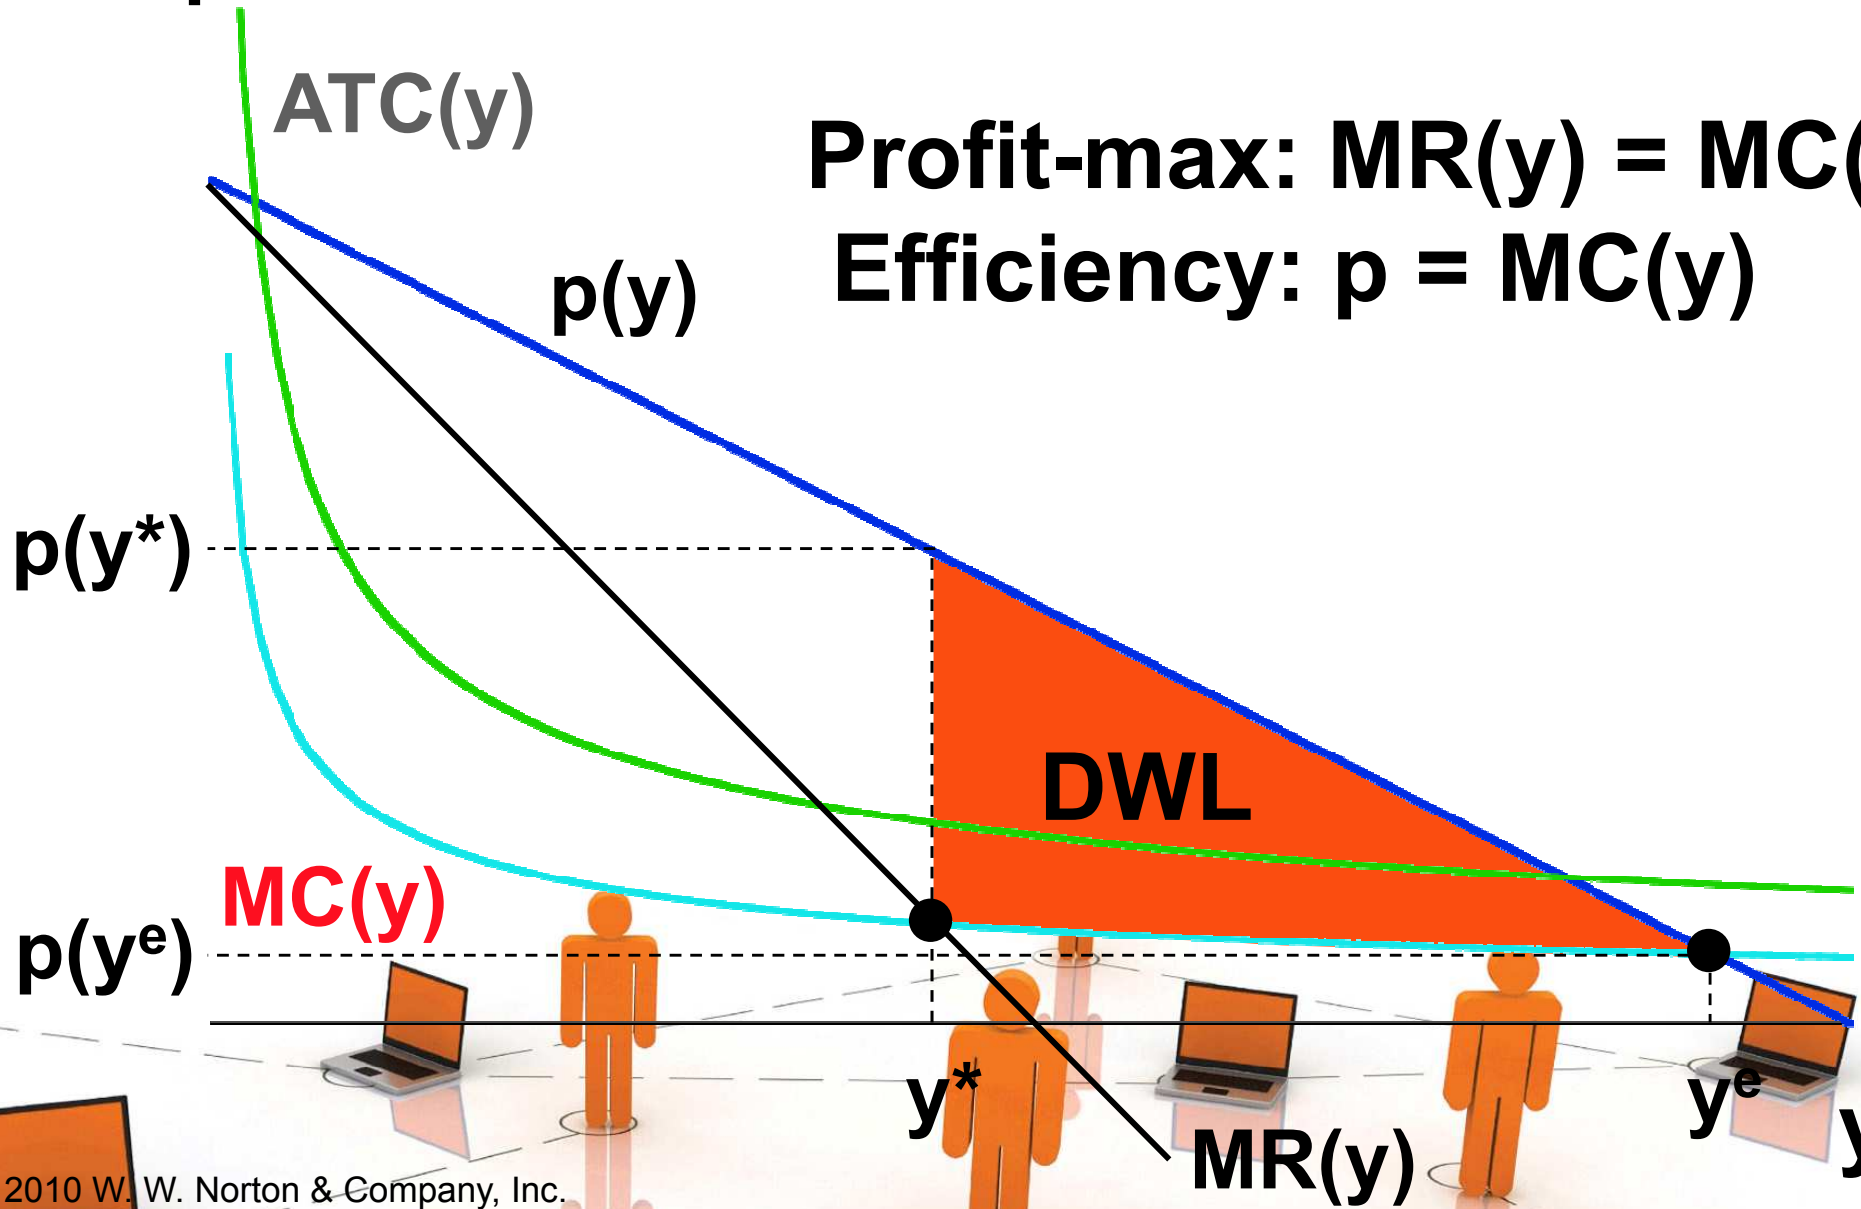 ATC(y)
Profit-max: MR(y) = MC(
Efficiency: p = MC(y)
p(y)
p(y*)
DWL
MC(y)
p(yᵉ)
y*
yᵉ
y
MR(y)
2010 W. W. Norton & Company, Inc.